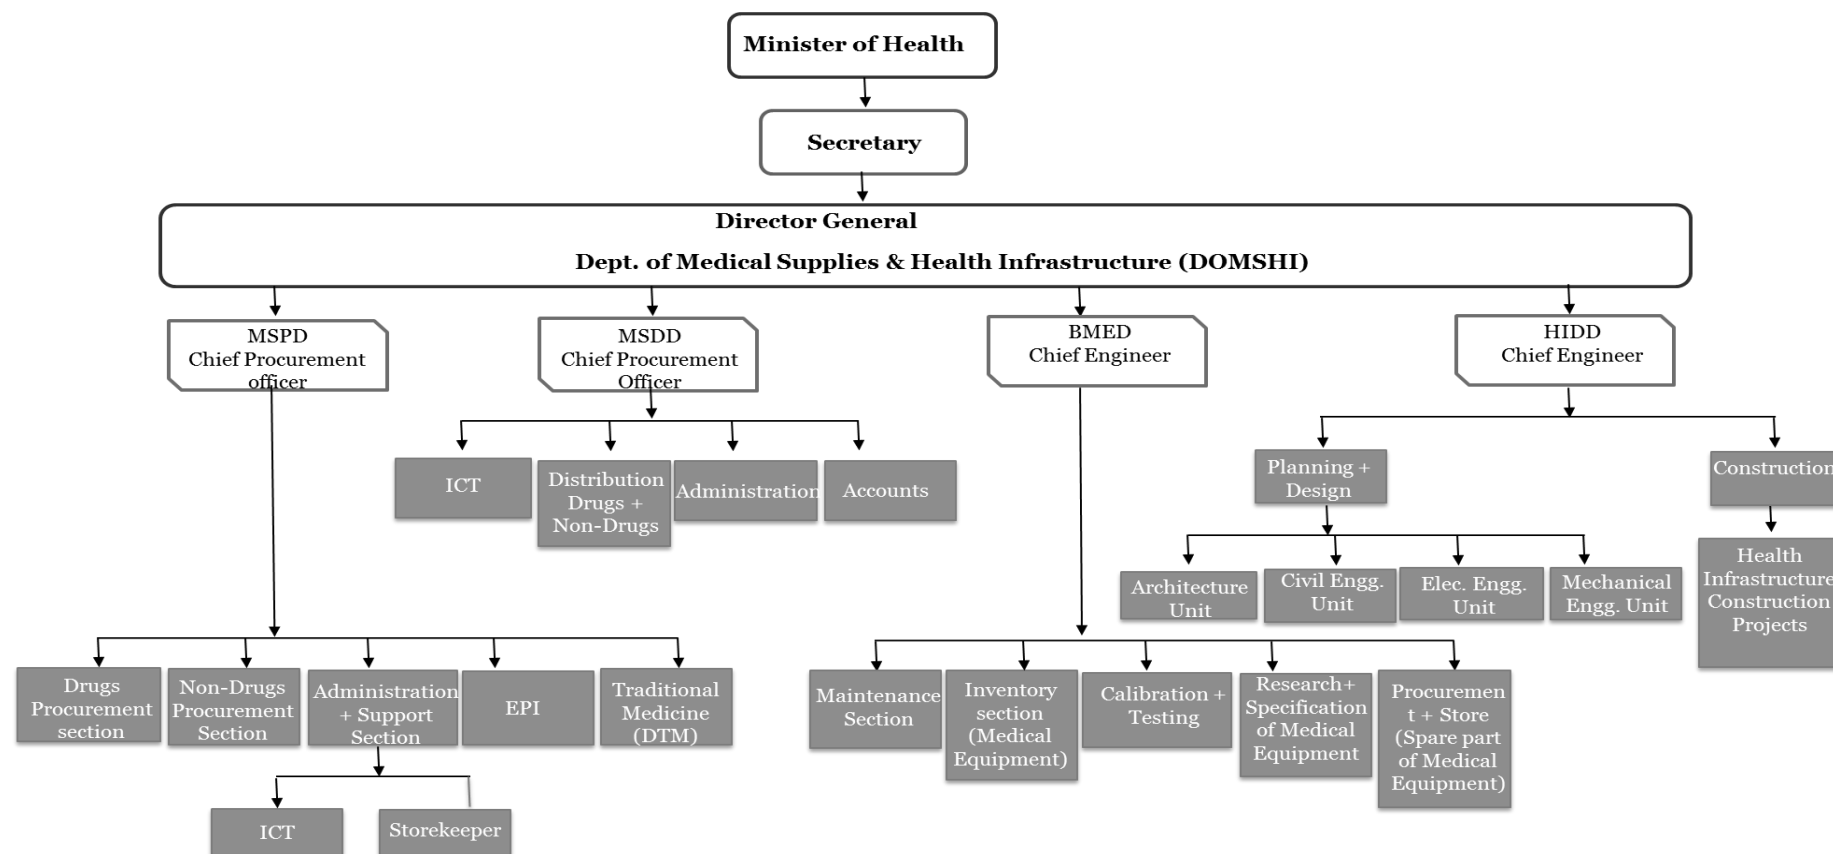 Minister of Health
Secretary
Director General
Dept. of Medical Supplies & Health Infrastructure (DOMSHI)
MSPD
Chief Procurement
officer
MSDD
Chief Procurement
Officer
BMED
Chief Engineer
HIDD
Chief Engineer
ICT
Distribution
Drugs +
Non-Drugs
Administration
Accounts
Planning +
Design
Construction
Architecture
Unit
Civil Engg.
Unit
Elec. Engg.
Unit
Mechanical
Engg. Unit
Health
Infrastructure
Construction
Projects
Drugs
Procurement
section
Non-Drugs
Procurement
Section
Administration
+ Support
Section
EPI
Traditional
Medicine
(DTM)
Maintenance
Section
Inventory
section
(Medical
Equipment)
Calibration +
Testing
Research+
Specification
of Medical
Equipment
Procuremen
t + Store
(Spare part
of Medical
Equipment)
ICT
Storekeeper